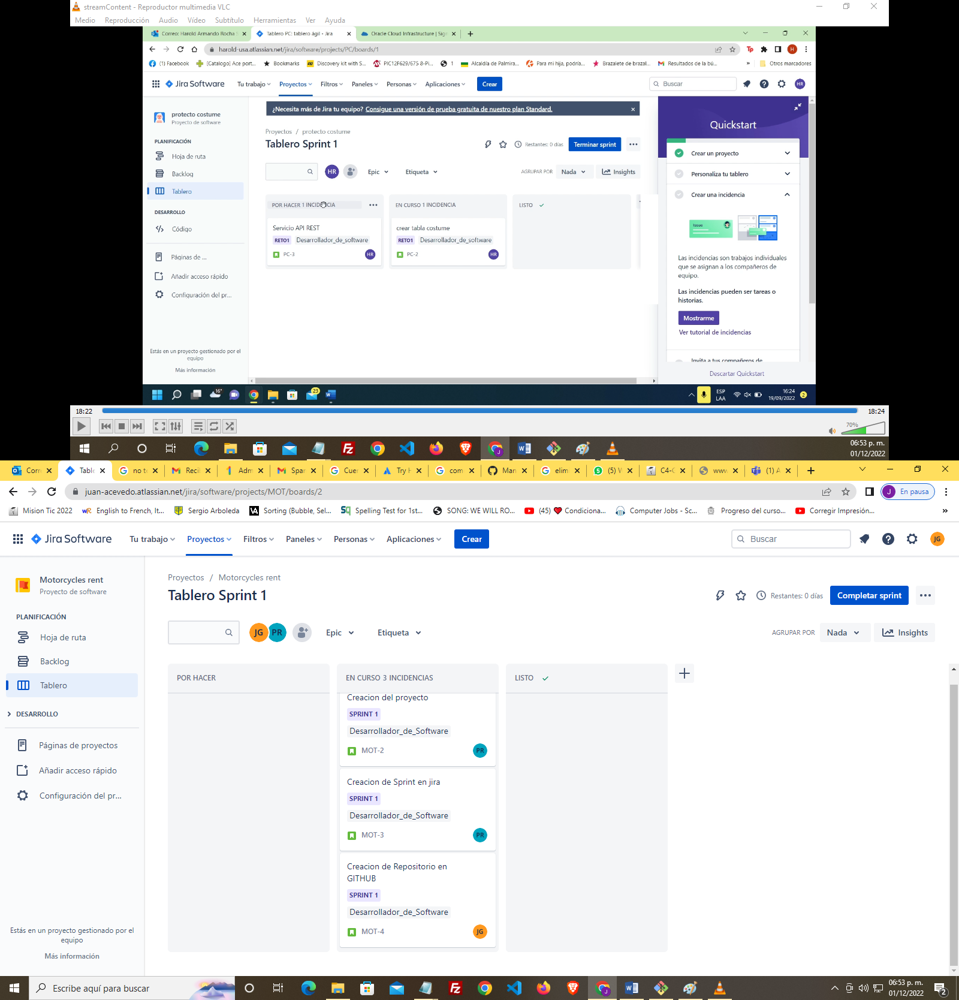 streamContent - Reproductor multimedia VLC
Medio Reproducción Audio Vídeo Subtítulo Herramientas Ver Ayuda
Correo: Harold Armando Rocha Tablero PC: tablero ágil - Jira Oracle Cloud Infrastructure | Sig
harold-usa.atlassian.net/jira/software/projects/PC/boards/1
(1) Facebook [Catalogo] Ace port... Bookmarks Discovery kit with S... PIC12F629/675 8-Pi... 1 Alcaldía de Palmira... Para mi hija, podría... Brazalete de brazal... Resultados de la bú... » Otros marcadores
Jira Software Tu trabajo Proyectos Filtros Paneles Personas Aplicaciones Crear Buscar HR
protecto costume
Proyecto de software
PLANIFICACIÓN
Hoja de ruta
Backlog
Tablero
DESARROLLO
Código
Páginas de ...
Añadir acceso rápido
Configuración del pr...
Estás en un proyecto gestionado por el
equipo
Más información
¿Necesita más de Jira tu equipo? Consigue una versión de prueba gratuita de nuestro plan Standard.
Proyectos / protecto costume
Tablero Sprint 1
Restantes: 0 días Terminar sprint
HR Epic Etiqueta AGRUPAR POR Nada Insights
POR HACER 1 INCIDENCIA
Servicio API REST
RETO1 Desarrollador_de_software
PC-3 HR
EN CURSO 1 INCIDENCIA
crear tabla costume
RETO1 Desarrollador_de_software
PC-2 HR
LISTO
Quickstart
Crear un proyecto
Personaliza tu tablero
Crear una incidencia
Issue
Las incidencias son trabajos individuales
que se asignan a los compañeros de
equipo.
Las incidencias pueden ser tareas o
historias.
Mostrarme
Ver tutorial de incidencias
Invita a tus compañeros de
Descartar Quickstart
16° 23 ESP
LAA
16:24
19/09/2022 2
18:22 18:24
70%
06:53 p. m.
01/12/2022
Corr Table no te Recib Adm Spar Cuer Try H com Man elim (5) V C4-C www (1) A
juan-acevedo.atlassian.net/jira/software/projects/MOT/boards/2 J En pausa
Mision Tic 2022 English to French, It... Sergio Arboleda Sorting (Bubble, Sel... Spelling Test for 1st... SONG: WE WILL RO... (45) Condiciona... Computer Jobs - Sc... Progreso del curso... Corregir Impresión... »
Jira Software Tu trabajo Proyectos Filtros Paneles Personas Aplicaciones Crear Buscar JG
Motorcycles rent
Proyecto de software
PLANIFICACIÓN
Hoja de ruta
Backlog
Tablero
DESARROLLO
Páginas de proyectos
Añadir acceso rápido
Configuración del pr...
Estás en un proyecto gestionado por el
equipo
Más información
Proyectos / Motorcycles rent
Tablero Sprint 1
Restantes: 0 días Completar sprint
JG PR Epic Etiqueta AGRUPAR POR Nada Insights
POR HACER
EN CURSO 3 INCIDENCIAS
Creacion del proyecto
SPRINT 1
Desarrollador_de_Software
MOT-2 PR
Creacion de Sprint en jira
SPRINT 1
Desarrollador_de_Software
MOT-3 PR
Creacion de Repositorio en
GITHUB
SPRINT 1
Desarrollador_de_Software
MOT-4 JG
LISTO
Escribe aquí para buscar
06:53 p. m.
01/12/2022 2